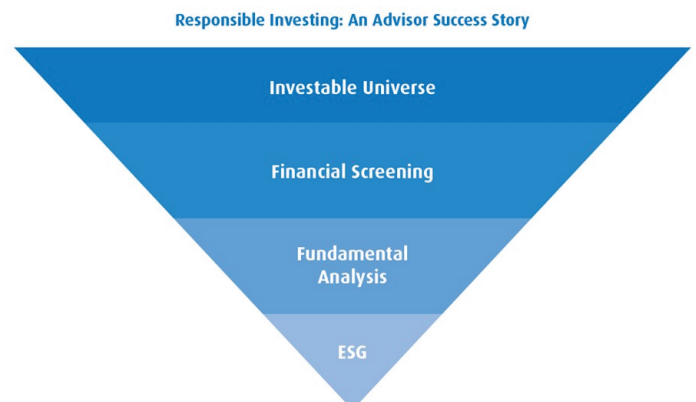 Responsible Investing: An Advisor Success Story
Investable Universe
Financial Screening
Fundamental
Analysis
ESG